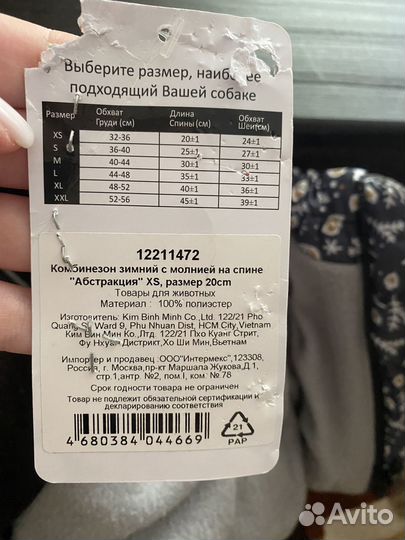 Выберите размер, наиболее
подходящий Вашей собаке
Размер Обхват Груди (см) Длина Спины (см) Обхват Шеи(см)
XS 32-36 20±1 24±1
S 36-40 25±1 27±1
M 40-44 30±1 30±1
L 44-48 35±1 33±1
XL 48-52 40±1 36±1
XXL 52-56 45±1 39±1
12211472
Комбинезон зимний с молнией на спине
"Абстракция" XS, размер 20cm
Товары для животных
Материал : 100% полиэстер
Изготовитель: Kim Binh Minh Co.,Ltd. 122/21 Pho
Quang St, Ward 9, Phu Nhuan Dist, HCM City,Vietnam
Ким Бин Мин Ко.,Лтд. 122/21 Пхо Куанг Стрит,
Фу Нхуан Дистрикт,Хо Ши Мин,Вьетнам
Импортер и продавец :ООО"Интермекс",123308,
Россия, г. Москва,пр-кт Маршала Жукова,Д.1,
стр.1,антр. №2, пом.I, ком. №78
Срок годности товара не ограничен
Товар не подлежит обязательной сертификации и
декларированию соответствия
4 680384 044669
21
PAP
Avito